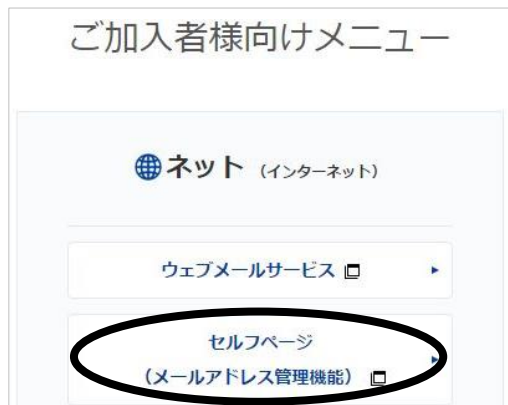 ご加入者様向けメニュー
ネット (インターネット)
ウェブメールサービス
セルフページ
(メールアドレス管理機能)